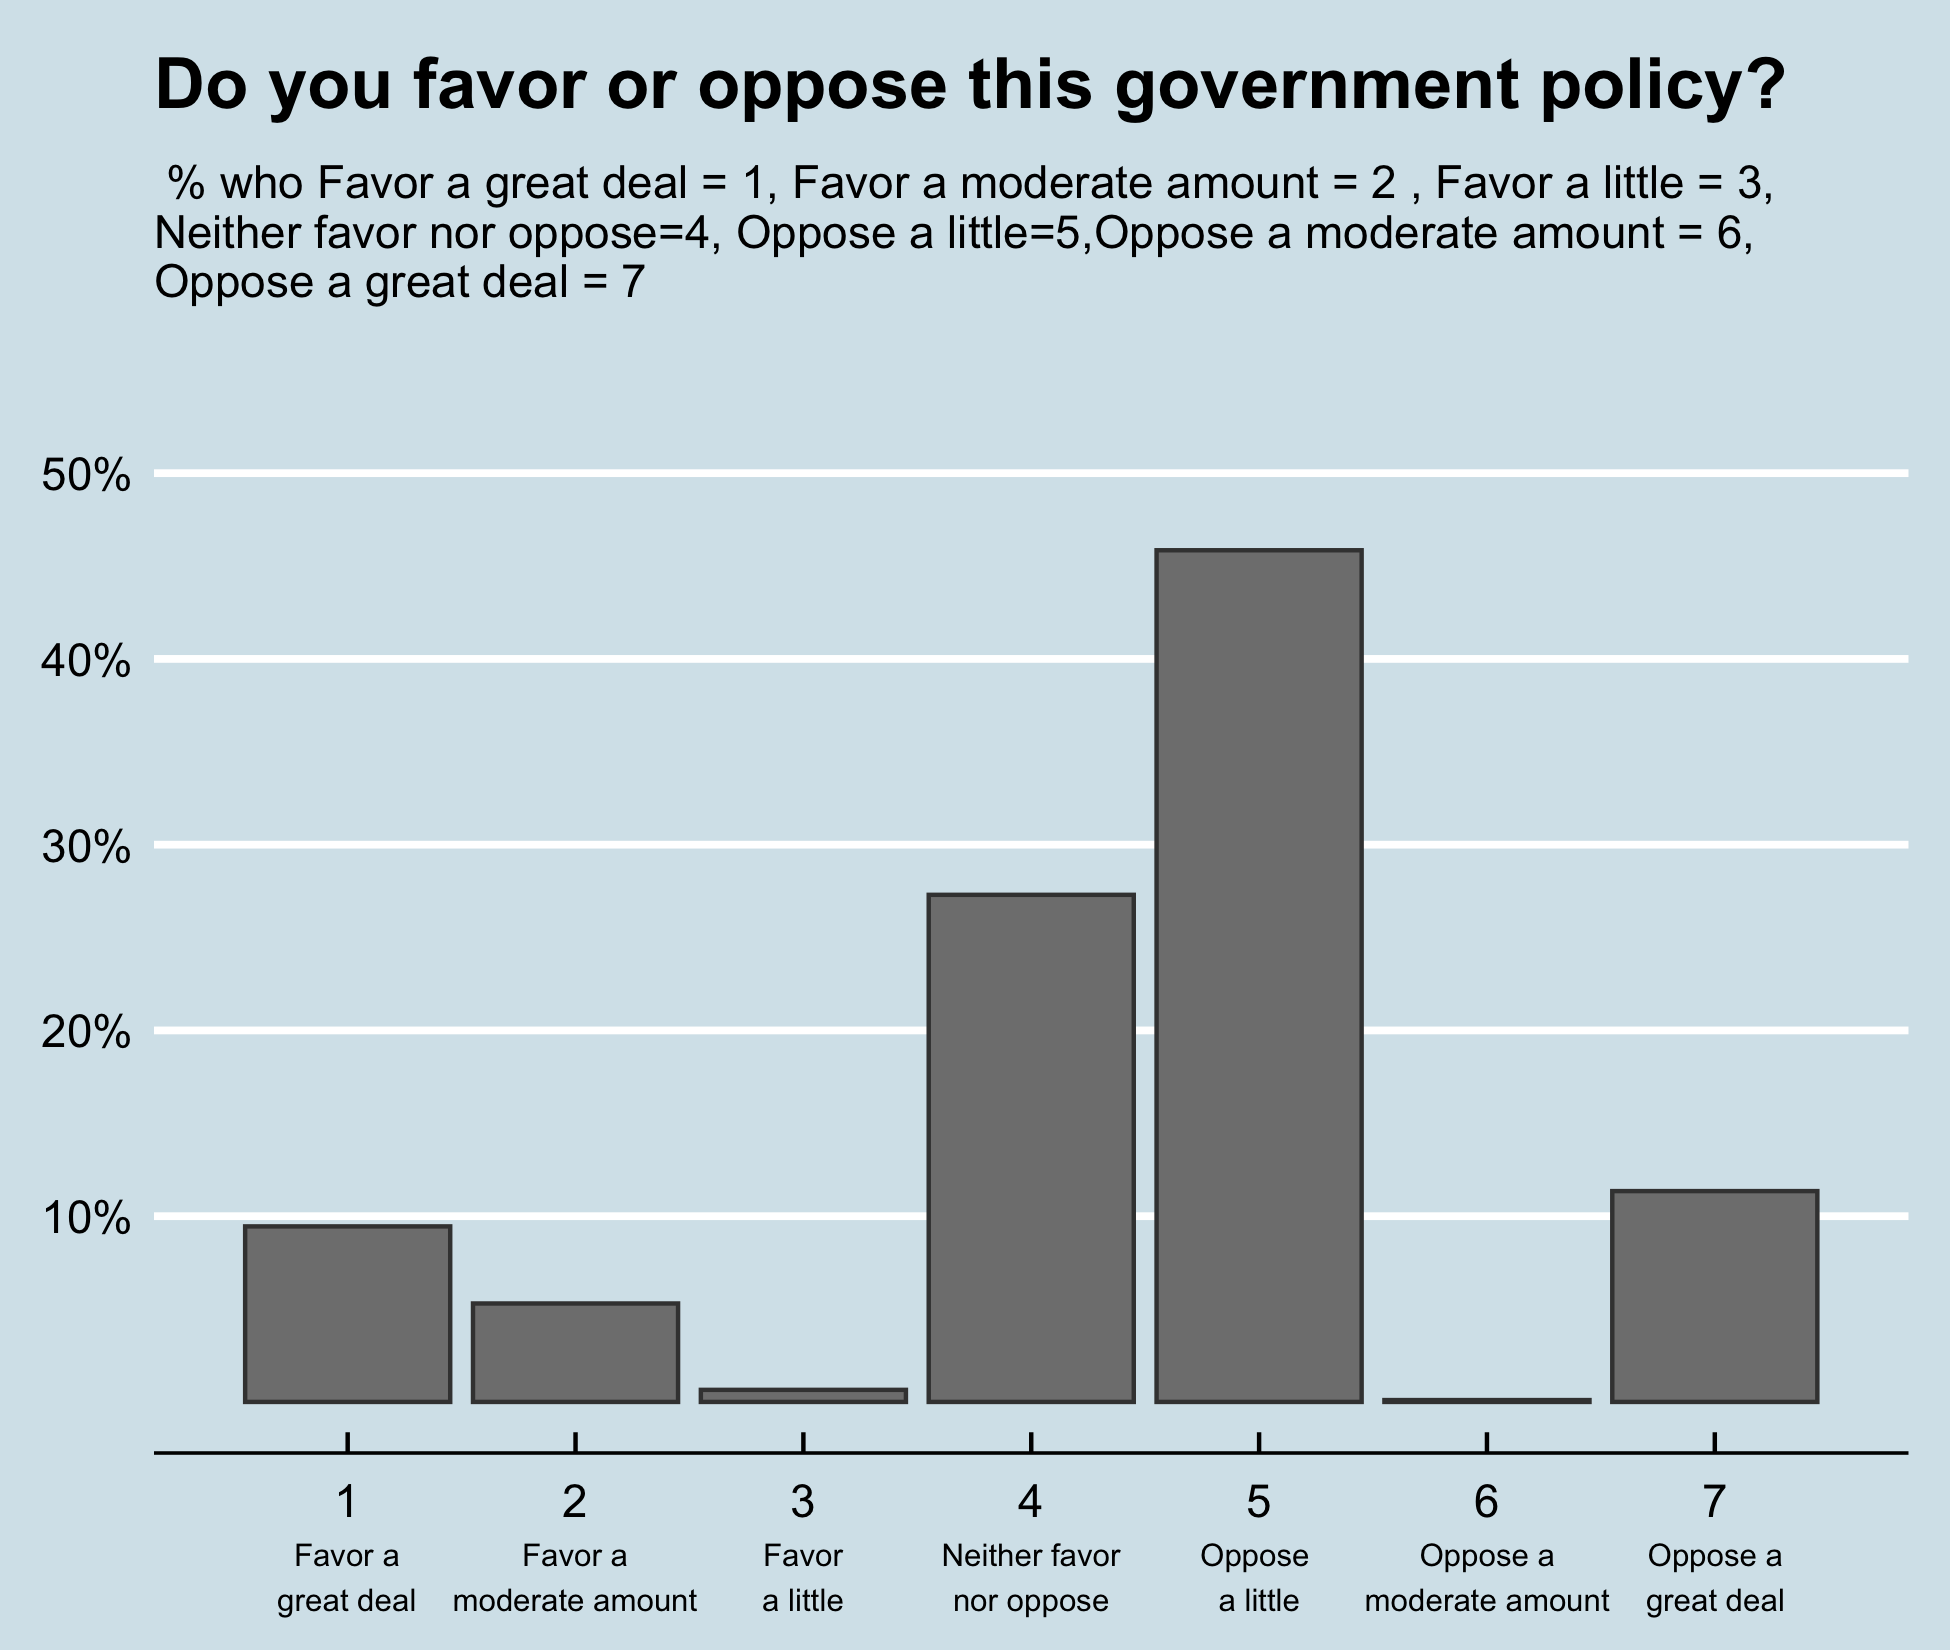 Do you favor or oppose this government policy?
% who Favor a great deal = 1, Favor a moderate amount = 2 , Favor a little = 3,
Neither favor nor oppose=4, Oppose a little=5,Oppose a moderate amount = 6,
Oppose a great deal = 7
50%
40%
30%
20%
10%
1 2 3 4 5 6 7
Favor a Favor a Favor Neither favor Oppose Oppose a Oppose a
great deal moderate amount a little nor oppose a little moderate amount great deal